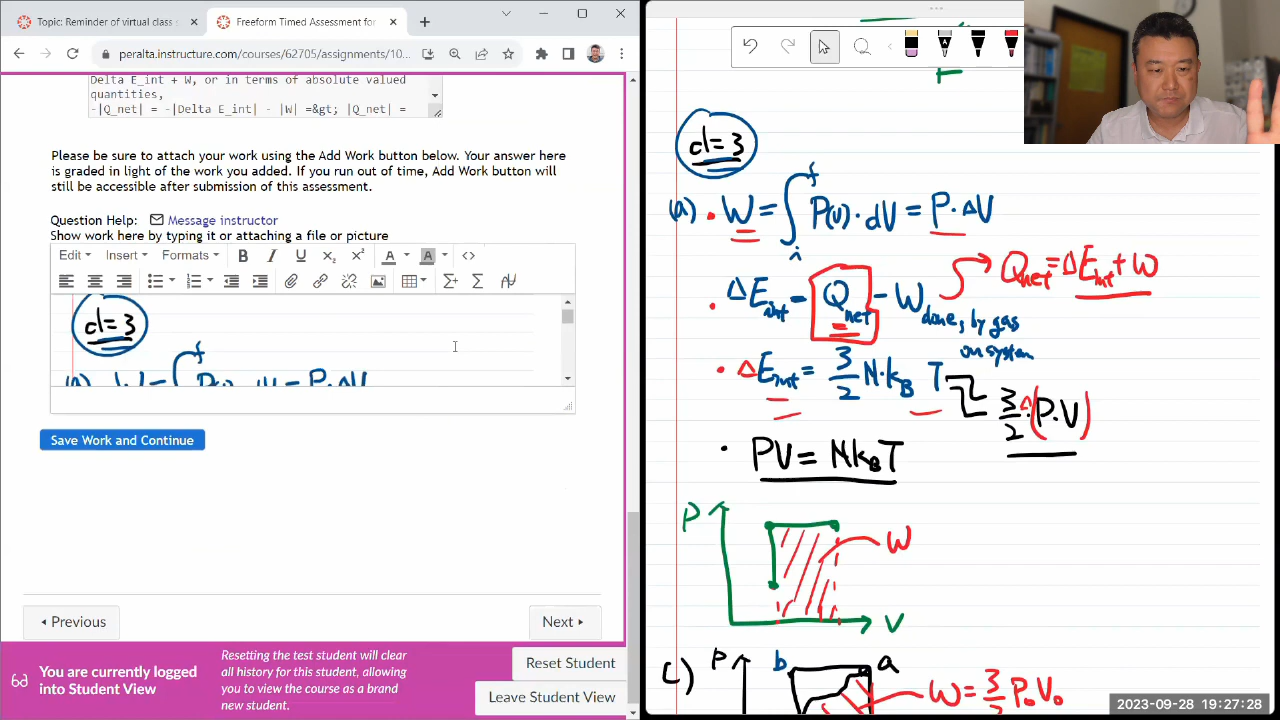 Topic: Reminder of virtual class s
Freeform Timed Assessment for
peralta.instructure.com/courses/6272/assignments/10...
Delta E_int + W, or in terms of absolute valued
quantities,
-|Q_net| = -|Delta E_int| - |W| =&gt; |Q_net| =
Please be sure to attach your work using the Add Work button below. Your answer here
is graded in light of the work you added. If you run out of time, Add Work button will
still be accessible after submission of this assessment.
Question Help: Message instructor
Show work here by typing it or attaching a file or picture
Edit Insert Formats B I U X₂ X² A A <>
d=3
Save Work and Continue
Previous
Next
You are currently logged
into Student View
Resetting the test student will clear
all history for this student, allowing
you to view the course as a brand
new student.
Reset Student
Leave Student View
d=3
(a) • W = ∫ᵢᶠ P(V)·dV = P·ΔV
• ΔE_int = Q_net - W done, by gas
on system
Q_net = ΔE_int + W
• ΔE_int = 3/2 N·k_B T
3/2·Δ(P·V)
• PV = Nk_BT
P
W
V
c)
P
b
a
W = 3/2 P₀V₀
2023-09-28 19:27:28